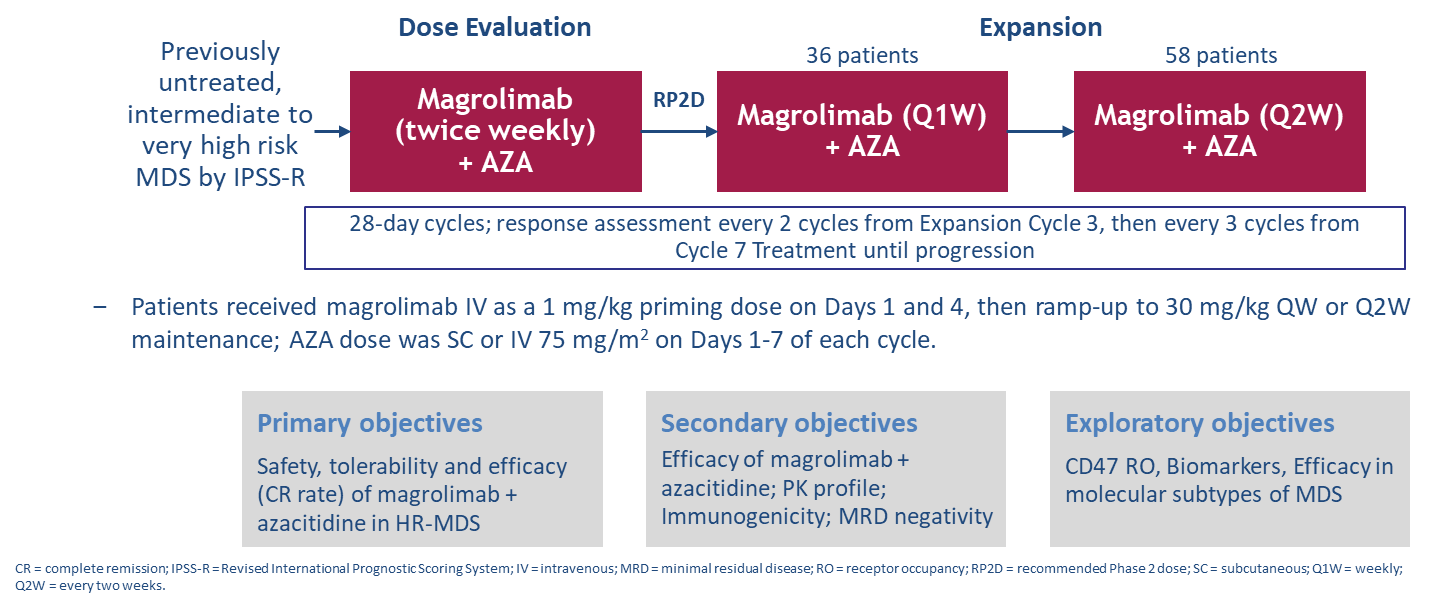 Dose Evaluation
Expansion
Previously
untreated,
intermediate to
very high risk
MDS by IPSS-R
Magrolimab
(twice weekly)
+ AZA
RP2D
36 patients
Magrolimab (Q1W)
+ AZA
58 patients
Magrolimab (Q2W)
+ AZA
28-day cycles; response assessment every 2 cycles from Expansion Cycle 3, then every 3 cycles from
Cycle 7 Treatment until progression
– Patients received magrolimab IV as a 1 mg/kg priming dose on Days 1 and 4, then ramp-up to 30 mg/kg QW or Q2W
maintenance; AZA dose was SC or IV 75 mg/m² on Days 1-7 of each cycle.
Primary objectives
Safety, tolerability and efficacy
(CR rate) of magrolimab +
azacitidine in HR-MDS
Secondary objectives
Efficacy of magrolimab +
azacitidine; PK profile;
Immunogenicity; MRD negativity
Exploratory objectives
CD47 RO, Biomarkers, Efficacy in
molecular subtypes of MDS
CR = complete remission; IPSS-R = Revised International Prognostic Scoring System; IV = intravenous; MRD = minimal residual disease; RO = receptor occupancy; RP2D = recommended Phase 2 dose; SC = subcutaneous; Q1W = weekly;
Q2W = every two weeks.